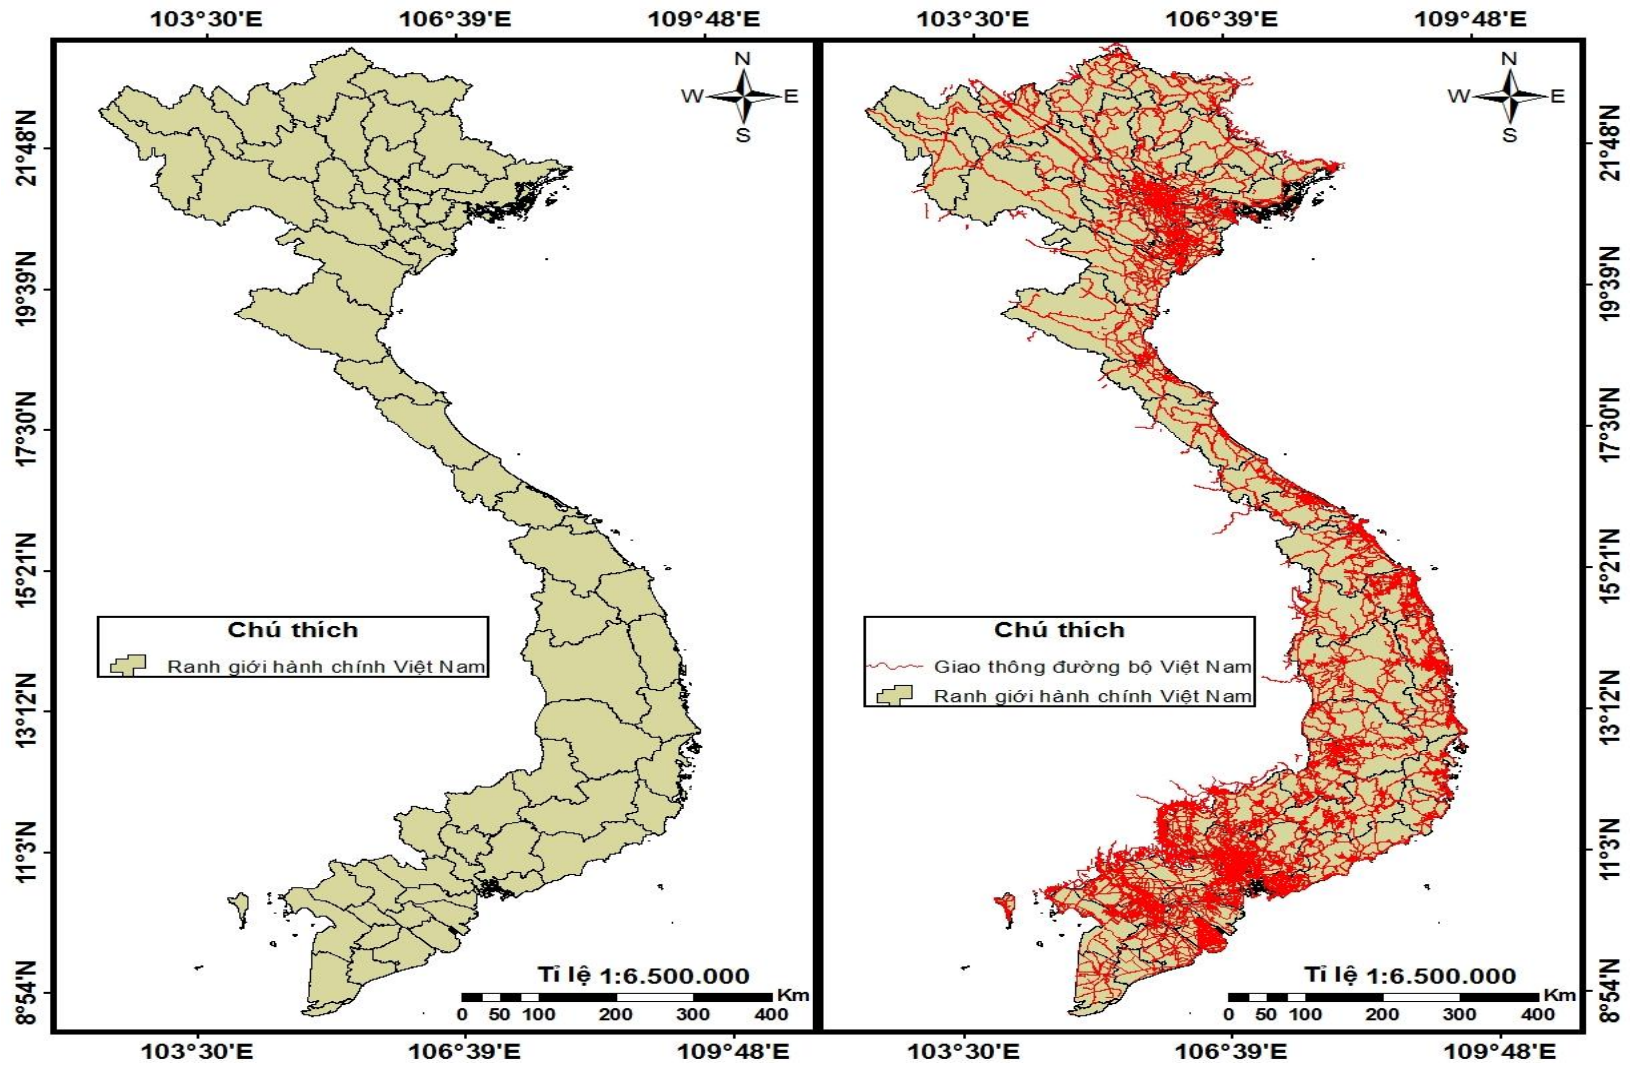 103°30'E 106°39'E 109°48'E 103°30'E 106°39'E 109°48'E
N
W E
S
N
W E
S
21°48'N
19°39'N
17°30'N
15°21'N
13°12'N
11°3'N
8°54'N
21°48'N
19°39'N
17°30'N
15°21'N
13°12'N
11°3'N
8°54'N
Chú thích
Ranh giới hành chính Việt Nam
Chú thích
Giao thông đường bộ Việt Nam
Ranh giới hành chính Việt Nam
Tỉ lệ 1:6.500.000
Km
0 50 100 200 300 400
Tỉ lệ 1:6.500.000
Km
0 50 100 200 300 400
103°30'E 106°39'E 109°48'E 103°30'E 106°39'E 109°48'E